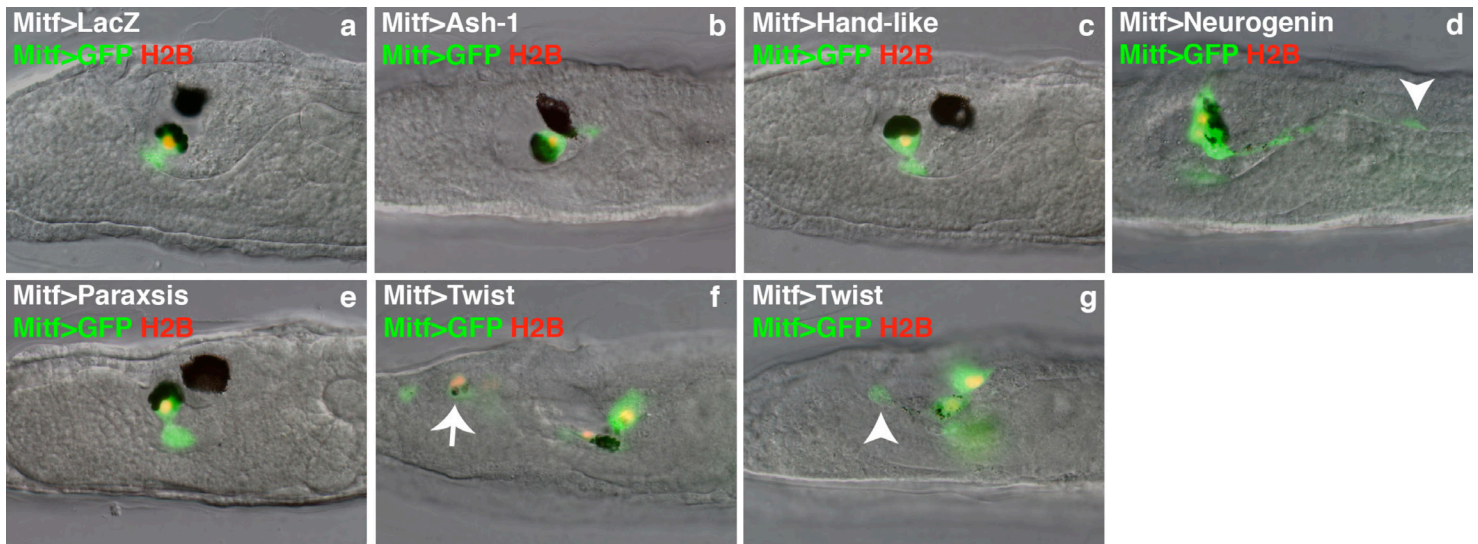 Mitf>LacZ a
Mitf>GFP H2B
Mitf>Ash-1 b
Mitf>GFP H2B
Mitf>Hand-like c
Mitf>GFP H2B
Mitf>Neurogenin d
Mitf>GFP H2B
Mitf>Paraxsis e
Mitf>GFP H2B
Mitf>Twist f
Mitf>GFP H2B
Mitf>Twist g
Mitf>GFP H2B